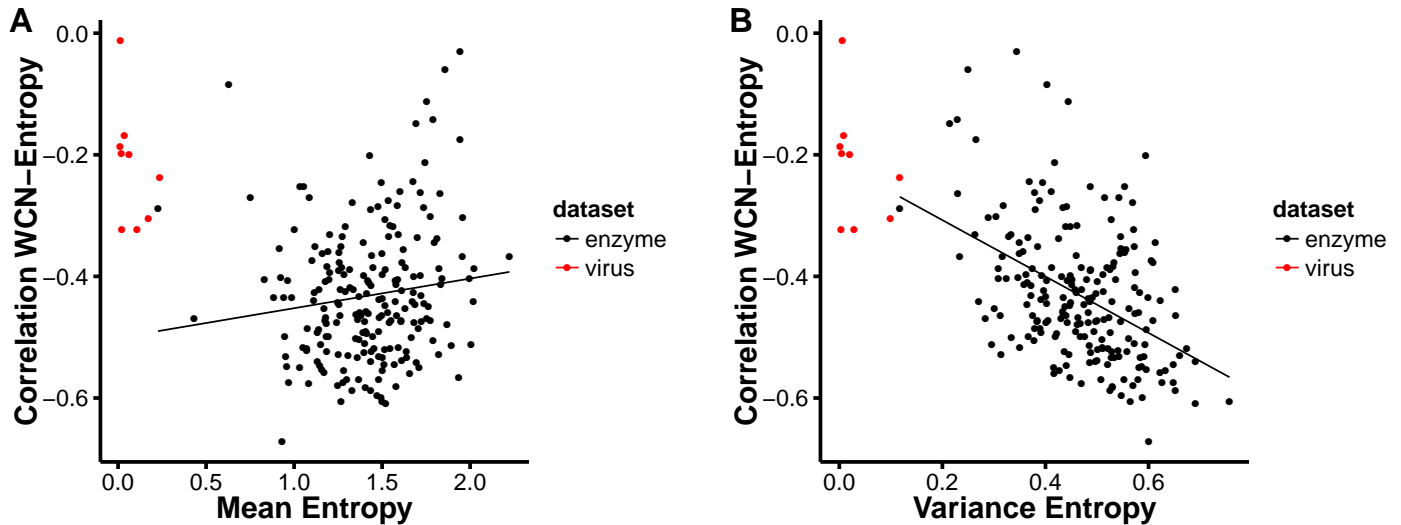 A
0.0
−0.2
−0.4
−0.6
Correlation WCN−Entropy
0.0 0.5 1.0 1.5 2.0
Mean Entropy
dataset
enzyme
virus
B
0.0
−0.2
−0.4
−0.6
Correlation WCN−Entropy
0.0 0.2 0.4 0.6
Variance Entropy
dataset
enzyme
virus